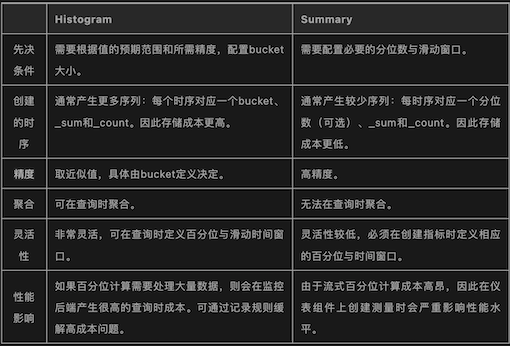 Histogram Summary
先决 需要根据值的预期范围和所需精度，配置bucket 需要配置必要的分位数与滑动窗口。
条件 大小。
创建 通常产生更多序列：每个时序对应一个bucket、 通常产生较少序列：每时序对应一个分位
的时 _sum和_count。因此存储成本更高。 数（可选）、_sum和_count。因此存储
序 成本更低。
精度 取近似值，具体由bucket定义决定。 高精度。
聚合 可在查询时聚合。 无法在查询时聚合。
灵活 非常灵活，可在查询时定义百分位与滑动时间窗 灵活性较低，必须在创建指标时定义相应
性 口。 的百分位与时间窗口。
性能 如果百分位计算需要处理大量数据，则会在监控 由于流式百分位计算成本高昂，因此在仪
影响 后端产生很高的查询时成本。可通过记录规则缓 表组件上创建测量时会严重影响性能水
解高成本问题。 平。